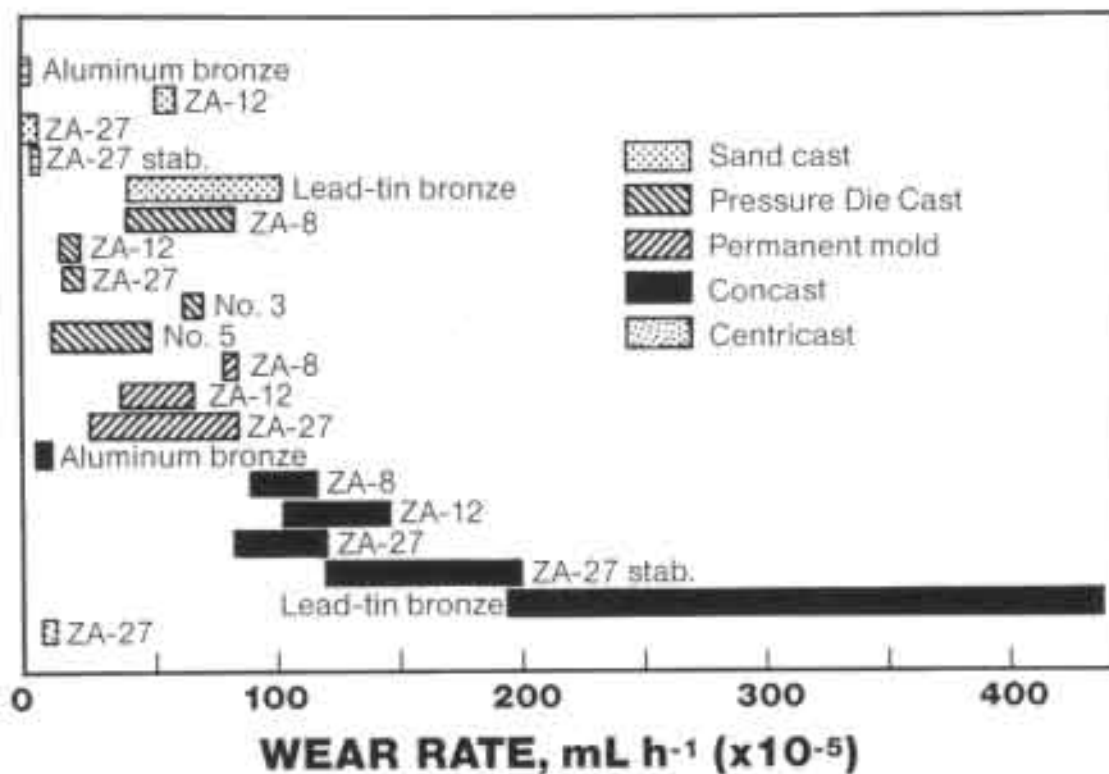 Aluminum bronze
ZA-12
ZA-27
ZA-27 stab.
Lead-tin bronze
ZA-8
ZA-12
ZA-27
No. 3
No. 5
ZA-8
ZA-12
ZA-27
Aluminum bronze
ZA-8
ZA-12
ZA-27
ZA-27 stab.
Lead-tin bronze
ZA-27
Sand cast
Pressure Die Cast
Permanent mold
Concast
Centricast
0 100 200 300 400
WEAR RATE, mL h⁻¹ (x10⁻⁵)